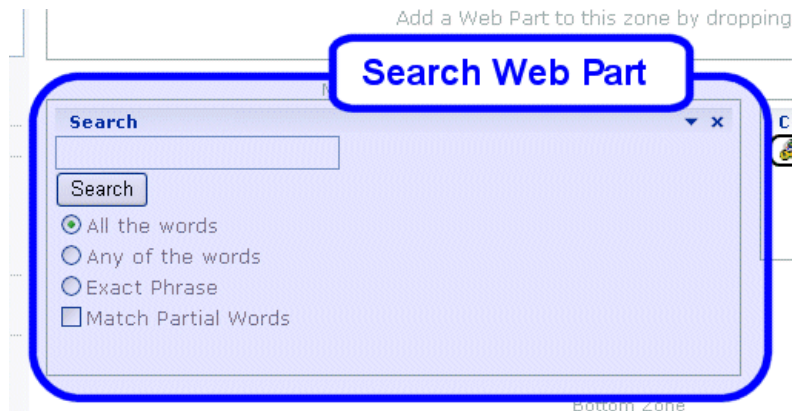 Add a Web Part to this zone by dropping
Search Web Part
Search
Search
All the words
Any of the words
Exact Phrase
Match Partial Words
Bottom Zone